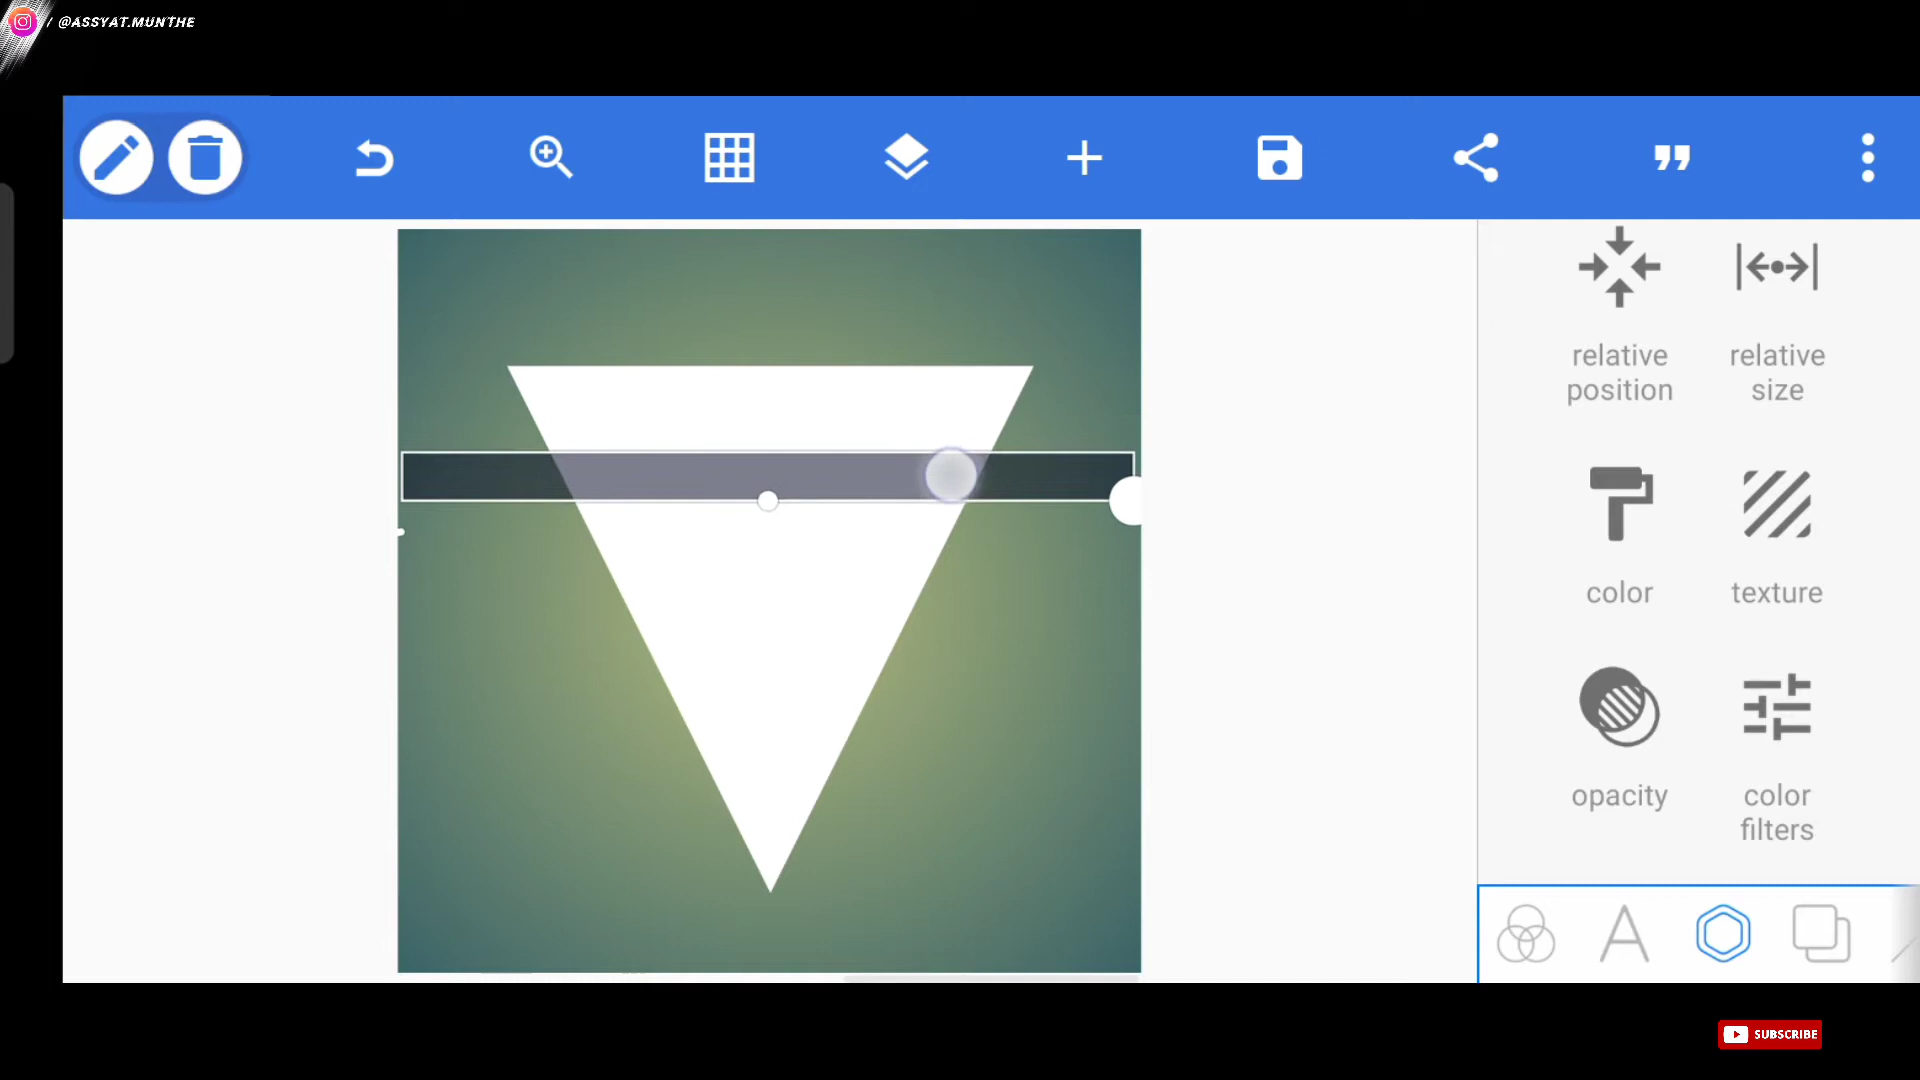 / @ASSYAT.MUNTHE
relative
position
relative
size
color
texture
opacity
color
filters
SUBSCRIBE